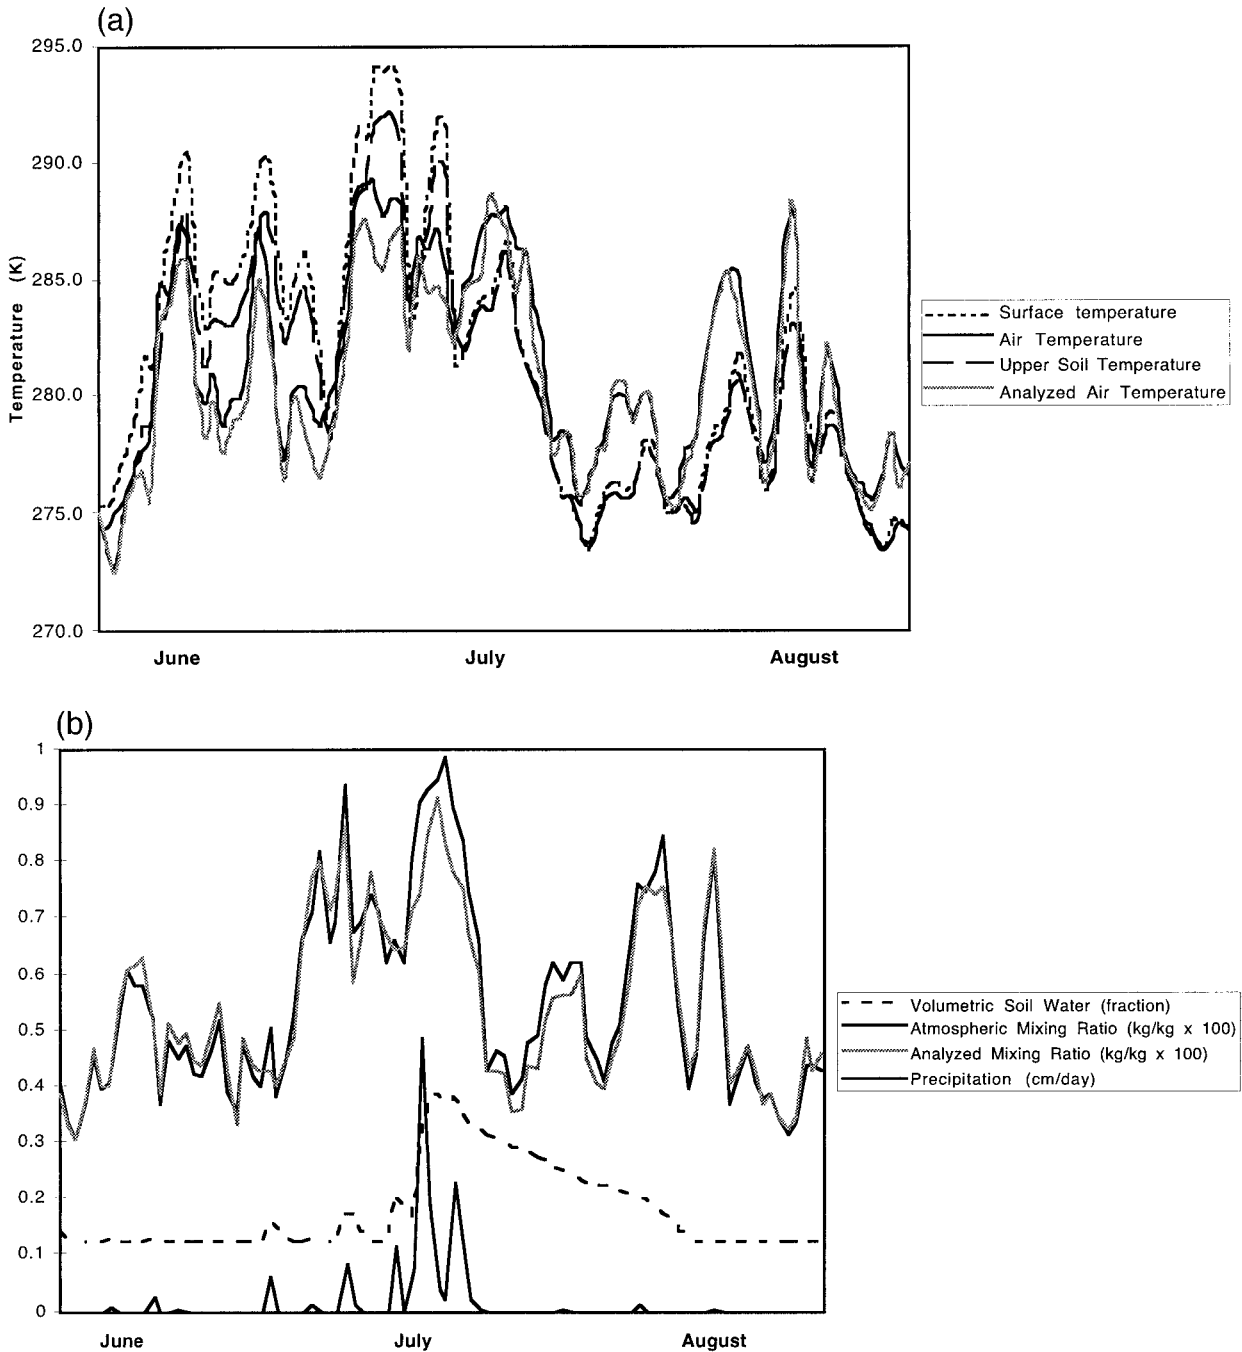 (a)
295.0
290.0
285.0
280.0
275.0
270.0
Temperature (K)
June July August
Surface temperature
Air Temperature
Upper Soil Temperature
Analyzed Air Temperature
(b)
1
0.9
0.8
0.7
0.6
0.5
0.4
0.3
0.2
0.1
0
June July August
Volumetric Soil Water (fraction)
Atmospheric Mixing Ratio (kg/kg x 100)
Analyzed Mixing Ratio (kg/kg x 100)
Precipitation (cm/day)